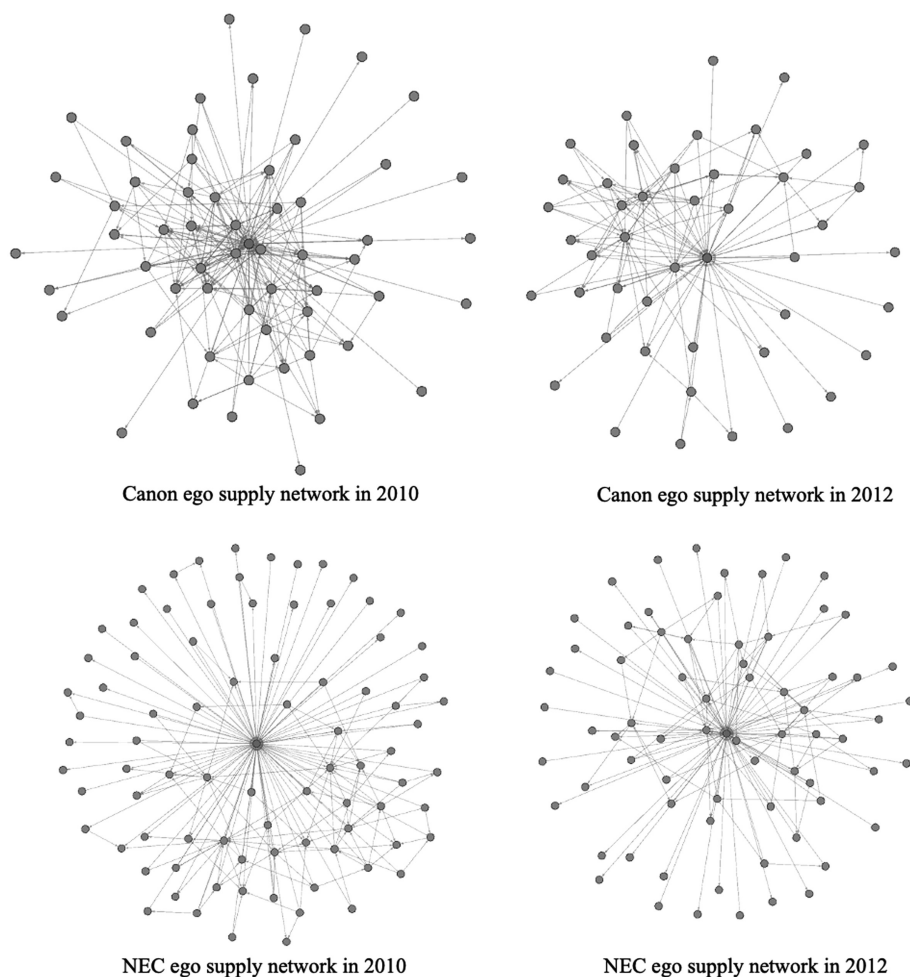 Canon ego supply network in 2010
Canon ego supply network in 2012
NEC ego supply network in 2010
NEC ego supply network in 2012